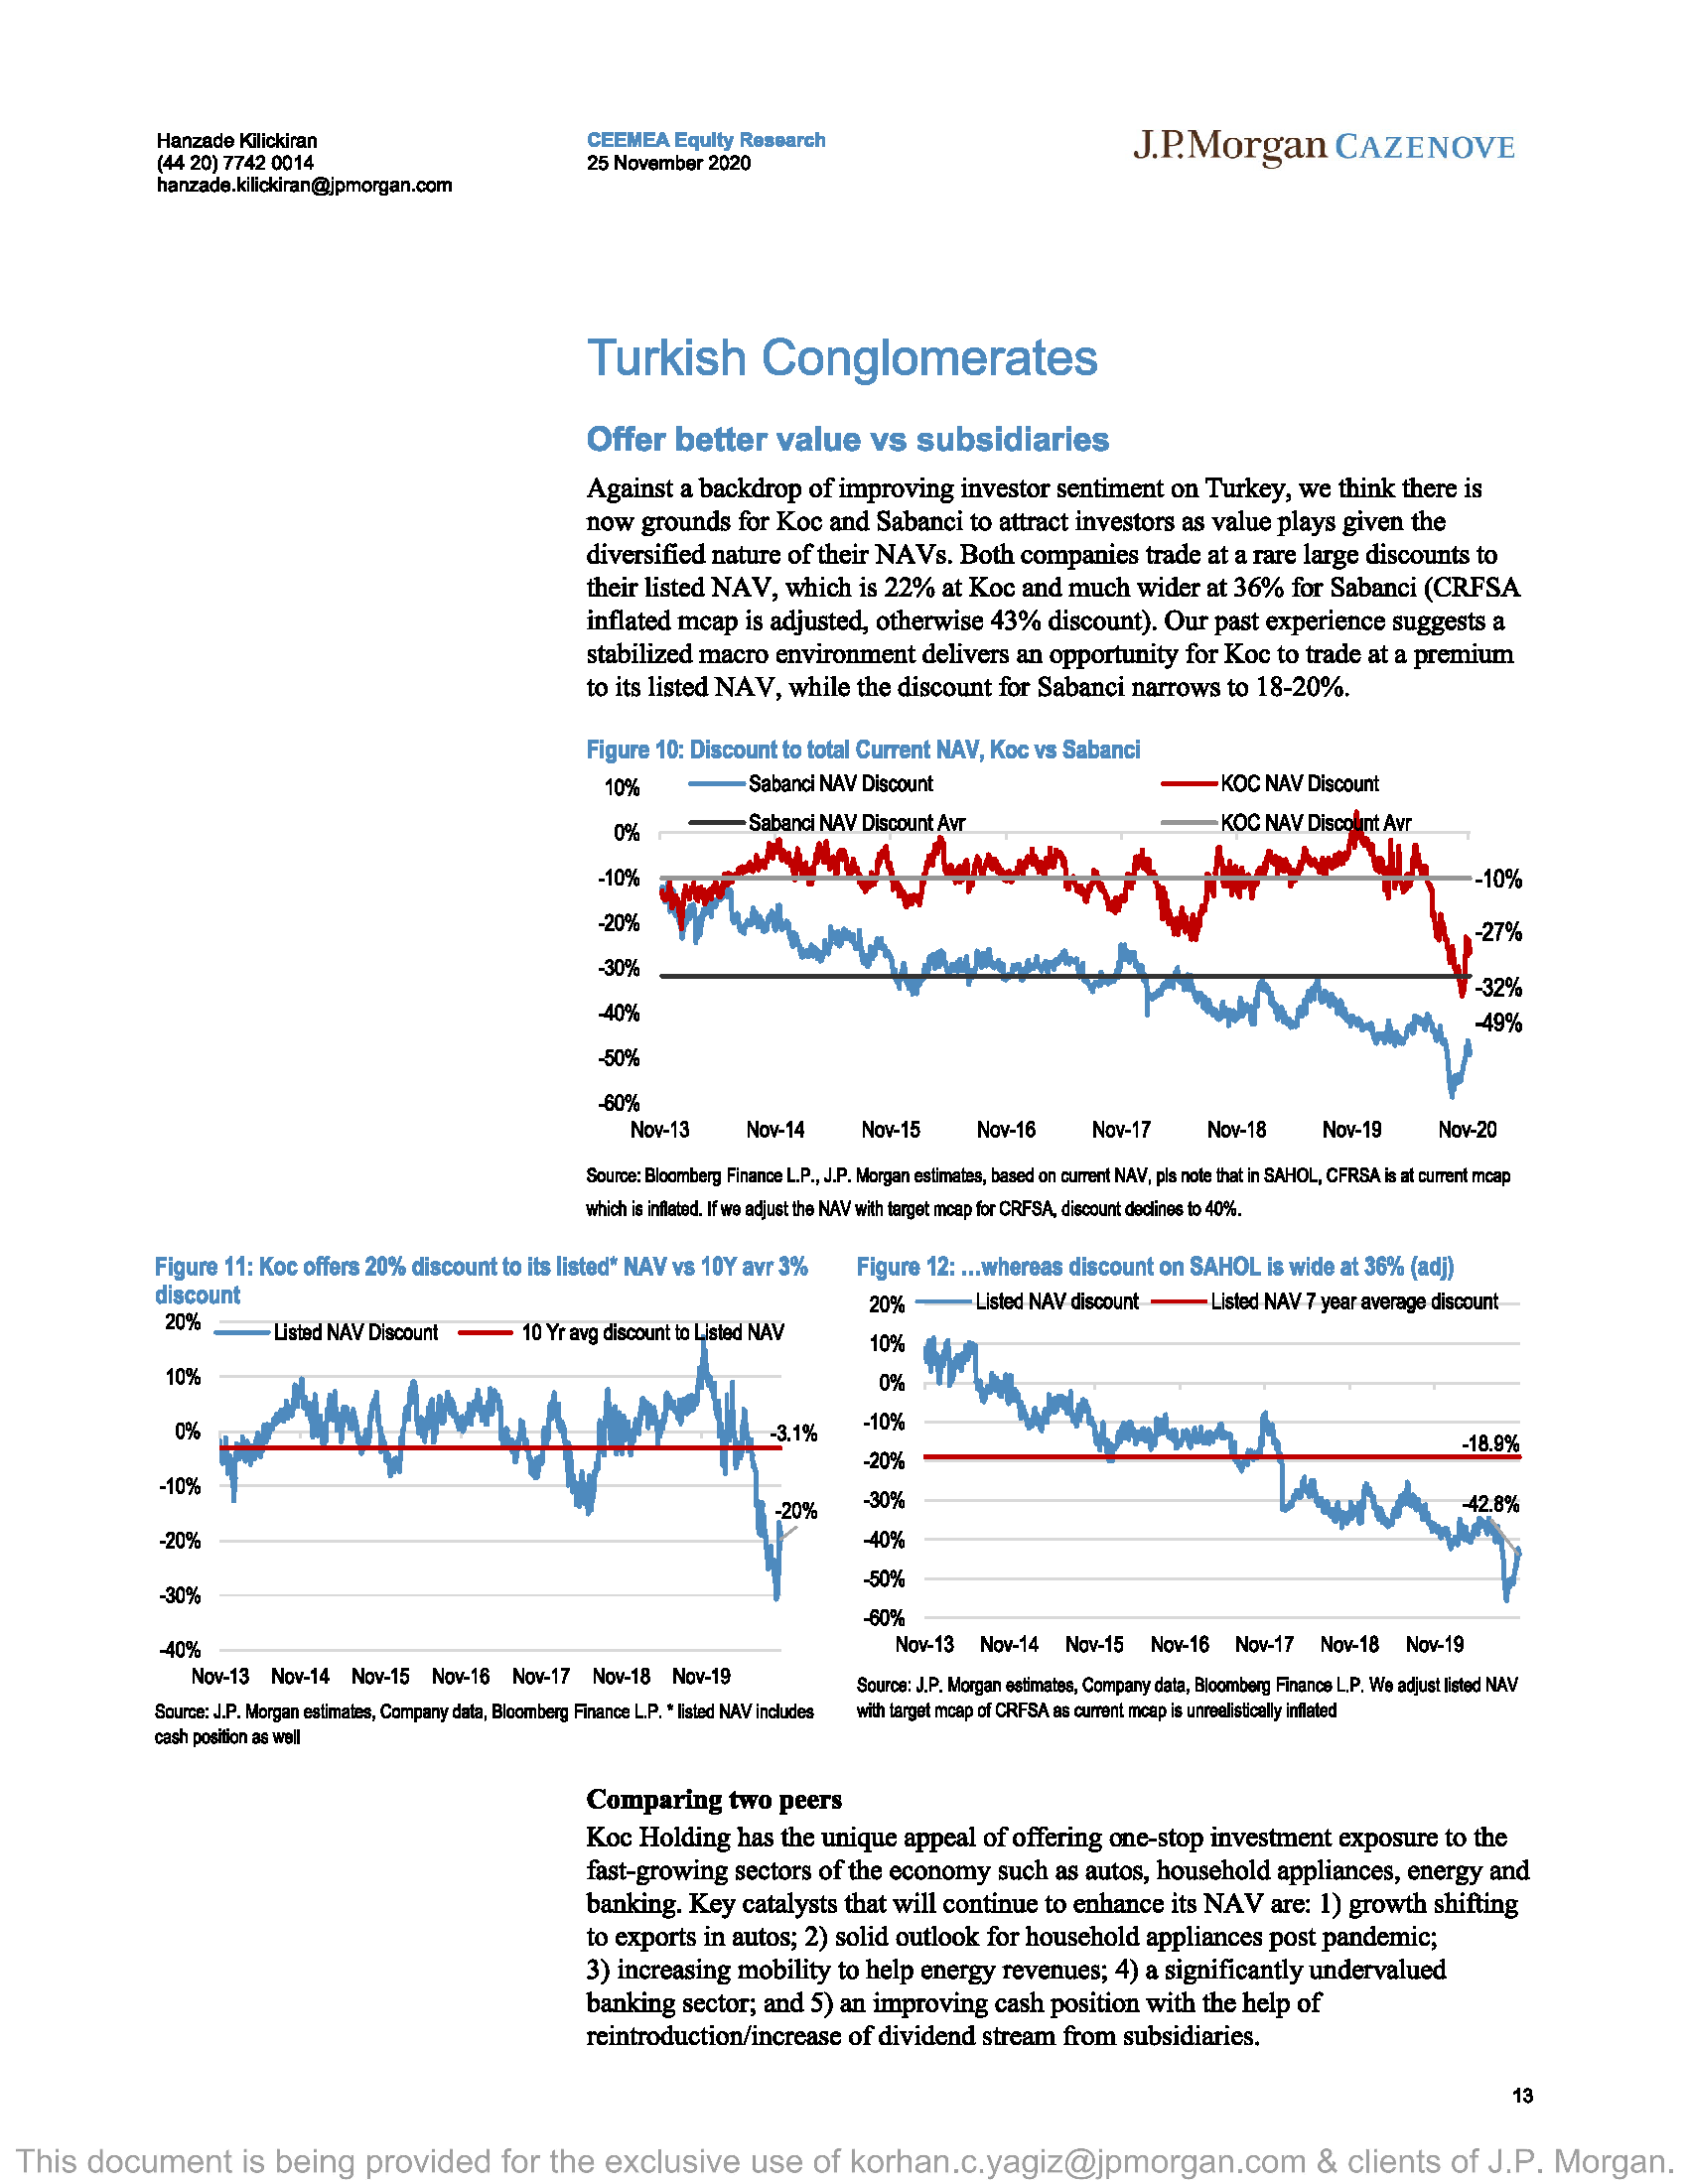 Hanzade Kilickiran
(44 20) 7742 0014
hanzade.kilickiran@jpmorgan.com
CEEMEA Equity Research
25 November 2020
J.P.Morgan CAZENOVE
Turkish Conglomerates
Offer better value vs subsidiaries
Against a backdrop of improving investor sentiment on Turkey, we think there is
now grounds for Koc and Sabanci to attract investors as value plays given the
diversified nature of their NAVs. Both companies trade at a rare large discounts to
their listed NAV, which is 22% at Koc and much wider at 36% for Sabanci (CRFSA
inflated mcap is adjusted, otherwise 43% discount). Our past experience suggests a
stabilized macro environment delivers an opportunity for Koc to trade at a premium
to its listed NAV, while the discount for Sabanci narrows to 18-20%.
Figure 10: Discount to total Current NAV, Koc vs Sabanci
Sabanci NAV Discount
KOC NAV Discount
Sabanci NAV Discount Avr
KOC NAV Discount Avr
10%
0%
-10%
-20%
-30%
-40%
-50%
-60%
-10%
-27%
-32%
-49%
Nov-13 Nov-14 Nov-15 Nov-16 Nov-17 Nov-18 Nov-19 Nov-20
Source: Bloomberg Finance L.P., J.P. Morgan estimates, based on current NAV, pls note that in SAHOL, CFRSA is at current mcap
which is inflated. If we adjust the NAV with target mcap for CRFSA, discount declines to 40%.
Figure 11: Koc offers 20% discount to its listed* NAV vs 10Y avr 3%
discount
Listed NAV Discount
10 Yr avg discount to Listed NAV
20%
10%
0%
-10%
-20%
-30%
-40%
-3.1%
-20%
Nov-13 Nov-14 Nov-15 Nov-16 Nov-17 Nov-18 Nov-19
Source: J.P. Morgan estimates, Company data, Bloomberg Finance L.P. * listed NAV includes
cash position as well
Figure 12: ...whereas discount on SAHOL is wide at 36% (adj)
Listed NAV discount
Listed NAV 7 year average discount
20%
10%
0%
-10%
-20%
-30%
-40%
-50%
-60%
-18.9%
-42.8%
Nov-13 Nov-14 Nov-15 Nov-16 Nov-17 Nov-18 Nov-19
Source: J.P. Morgan estimates, Company data, Bloomberg Finance L.P. We adjust listed NAV
with target mcap of CRFSA as current mcap is unrealistically inflated
Comparing two peers
Koc Holding has the unique appeal of offering one-stop investment exposure to the
fast-growing sectors of the economy such as autos, household appliances, energy and
banking. Key catalysts that will continue to enhance its NAV are: 1) growth shifting
to exports in autos; 2) solid outlook for household appliances post pandemic;
3) increasing mobility to help energy revenues; 4) a significantly undervalued
banking sector; and 5) an improving cash position with the help of
reintroduction/increase of dividend stream from subsidiaries.
13
This document is being provided for the exclusive use of korhan.c.yagiz@jpmorgan.com & clients of J.P. Morgan.